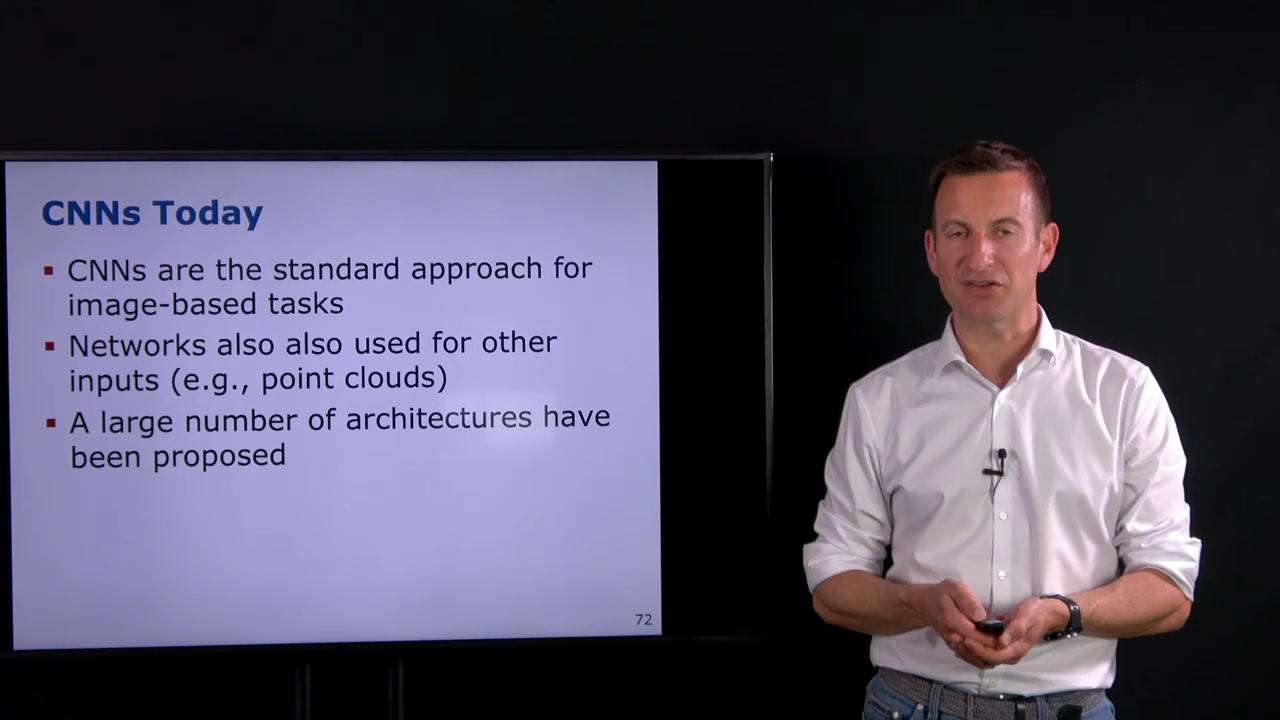 CNNs Today
▪ CNNs are the standard approach for
image-based tasks
▪ Networks also also used for other
inputs (e.g., point clouds)
▪ A large number of architectures have
been proposed
72